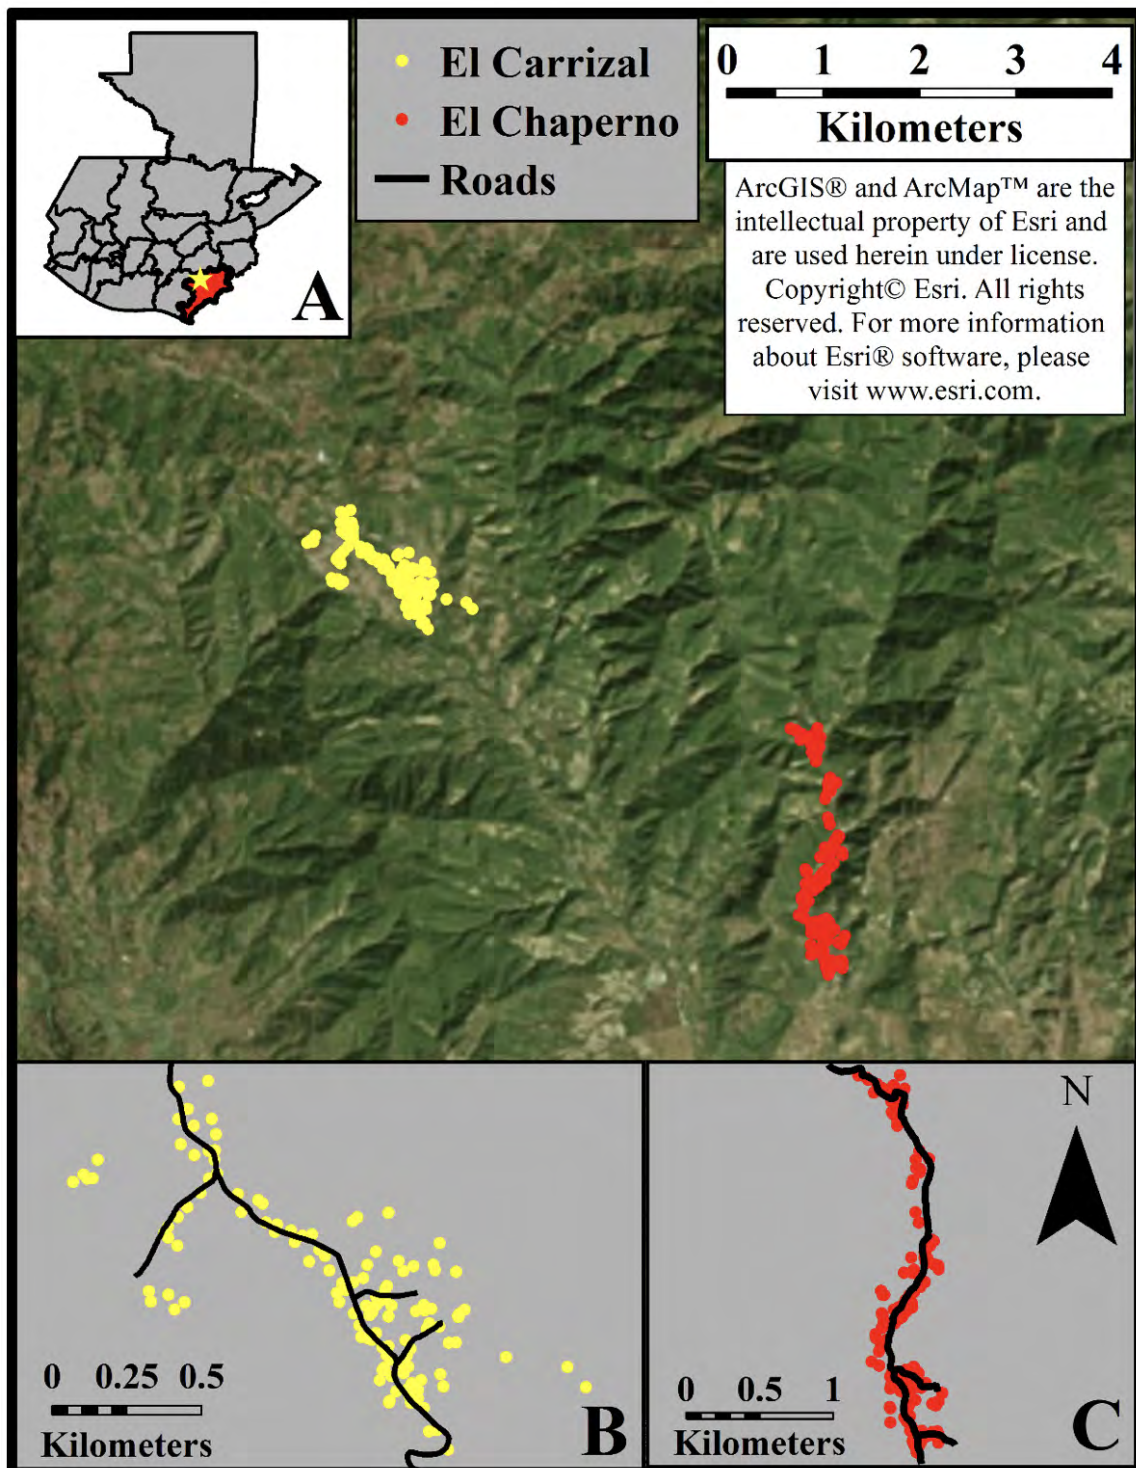 A
El Carrizal
El Chaperno
Roads
0 1 2 3 4
Kilometers
ArcGIS® and ArcMap™ are the
intellectual property of Esri and
are used herein under license.
Copyright© Esri. All rights
reserved. For more information
about Esri® software, please
visit www.esri.com.
0 0.25 0.5
Kilometers
B
N
0 0.5 1
Kilometers
C